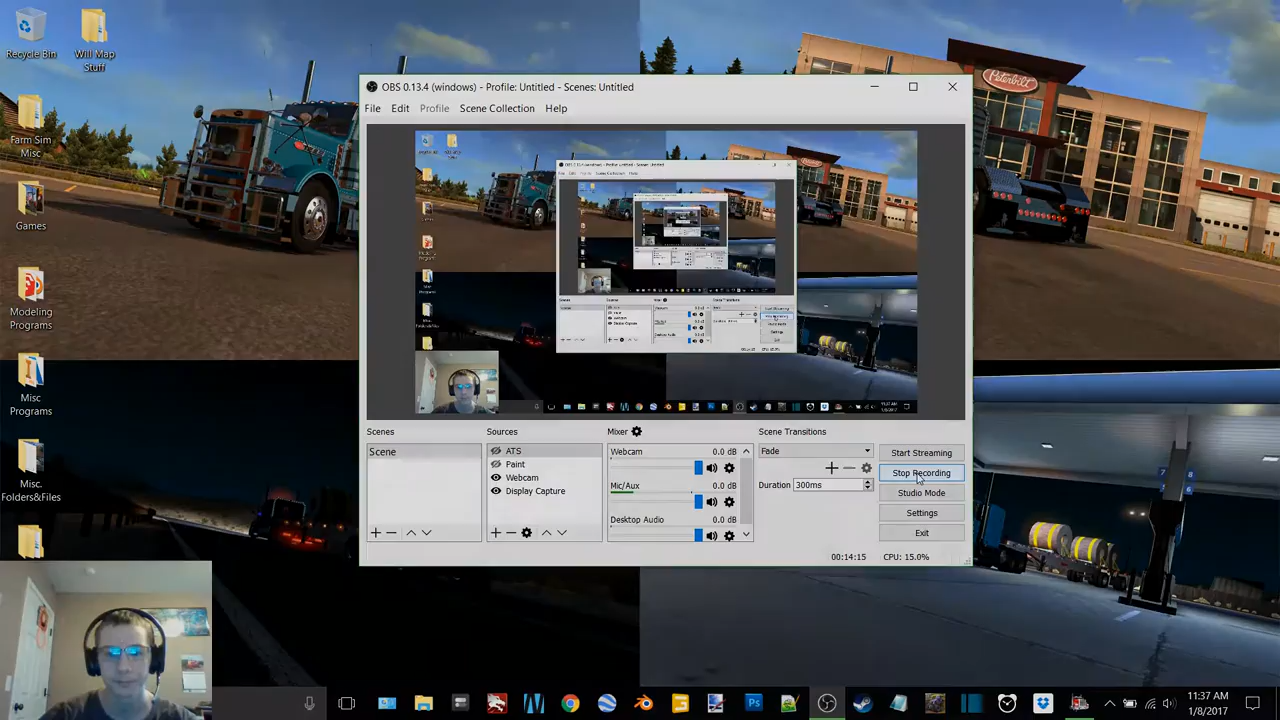 Recycle Bin
Will Map
Stuff
Farm Sim
Misc
Games
Modeling
Programs
Misc
Programs
Misc.
Folders&Files
Peterbilt
OBS 0.13.4 (windows) - Profile: Untitled - Scenes: Untitled
File Edit Profile Scene Collection Help
Scenes
Scene
Sources
ATS
Paint
Webcam
Display Capture
Mixer
Webcam 0.0 dB
Mic/Aux 0.0 dB
Desktop Audio 0.0 dB
Scene Transitions
Fade
Duration 300ms
Start Streaming
Stop Recording
Studio Mode
Settings
Exit
00:14:15 CPU: 15.0%
11:37 AM
1/8/2017